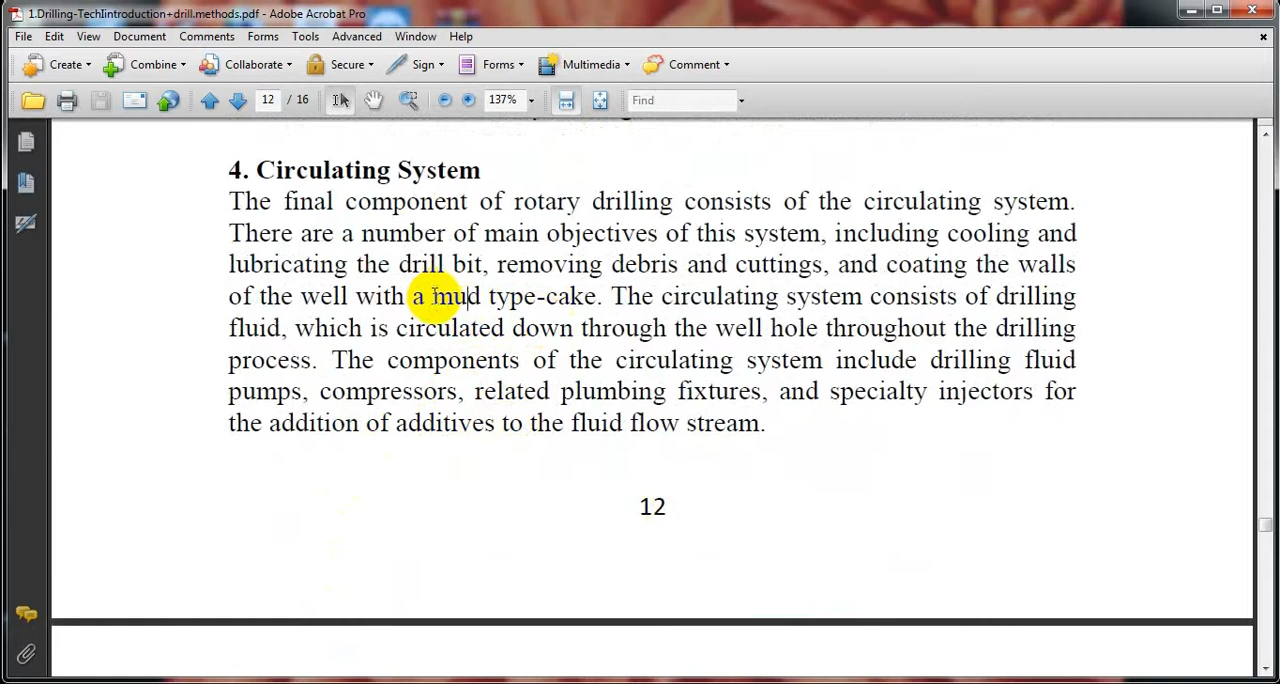 1.Drilling-TechIintroduction+drill.methods.pdf - Adobe Acrobat Pro
File Edit View Document Comments Forms Tools Advanced Window Help
Create Combine Collaborate Secure Sign Forms Multimedia Comment
12 / 16 137% Find
4. Circulating System
The final component of rotary drilling consists of the circulating system.
There are a number of main objectives of this system, including cooling and
lubricating the drill bit, removing debris and cuttings, and coating the walls
of the well with a mud type-cake. The circulating system consists of drilling
fluid, which is circulated down through the well hole throughout the drilling
process. The components of the circulating system include drilling fluid
pumps, compressors, related plumbing fixtures, and specialty injectors for
the addition of additives to the fluid flow stream.
12